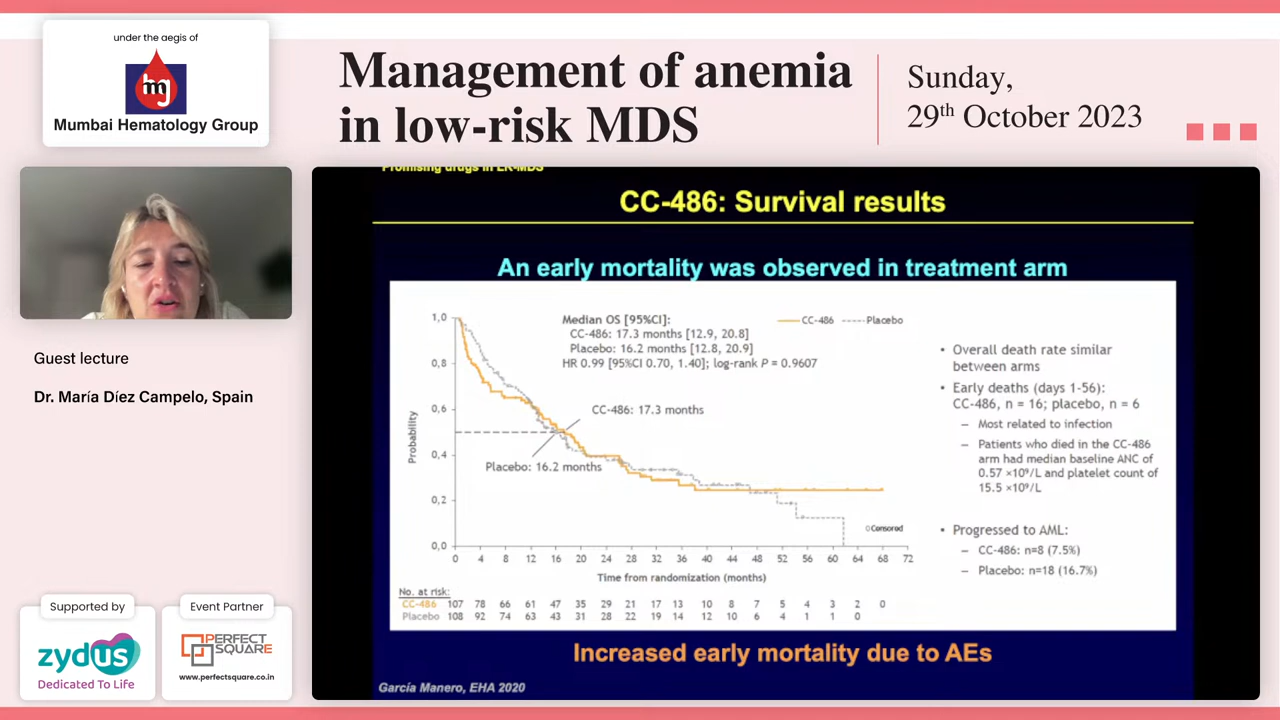 under the aegis of
mg
Mumbai Hematology Group
Management of anemia
in low-risk MDS
Sunday,
29th October 2023
Guest lecture
Dr. María Díez Campelo, Spain
Supported by
zydus
Dedicated To Life
Event Partner
PERFECT
SQUARE
www.perfectsquare.co.in
Promising drugs in LR-MDS
CC-486: Survival results
An early mortality was observed in treatment arm
Median OS [95%CI]:
CC-486: 17.3 months [12.9, 20.8]
Placebo: 16.2 months [12.8, 20.9]
HR 0.99 [95%CI 0.70, 1.40]; log-rank P = 0.9607
CC-486
Placebo
CC-486: 17.3 months
Placebo: 16.2 months
Probability
1,0
0,8
0,6
0,4
0,2
0,0
Censored
0 4 8 12 16 20 24 28 32 36 40 44 48 52 56 60 64 68 72
Time from randomization (months)
No. at risk:
CC-486 107 78 66 61 47 35 29 21 17 13 10 8 7 5 4 3 2 0
Placebo 108 92 74 63 43 31 28 22 19 14 12 10 6 4 1 1 0
• Overall death rate similar
between arms
• Early deaths (days 1-56):
CC-486, n = 16; placebo, n = 6
– Most related to infection
– Patients who died in the CC-486
arm had median baseline ANC of
0.57 ×10⁹/L and platelet count of
15.5 ×10⁹/L
• Progressed to AML:
– CC-486: n=8 (7.5%)
– Placebo: n=18 (16.7%)
Increased early mortality due to AEs
García Manero, EHA 2020